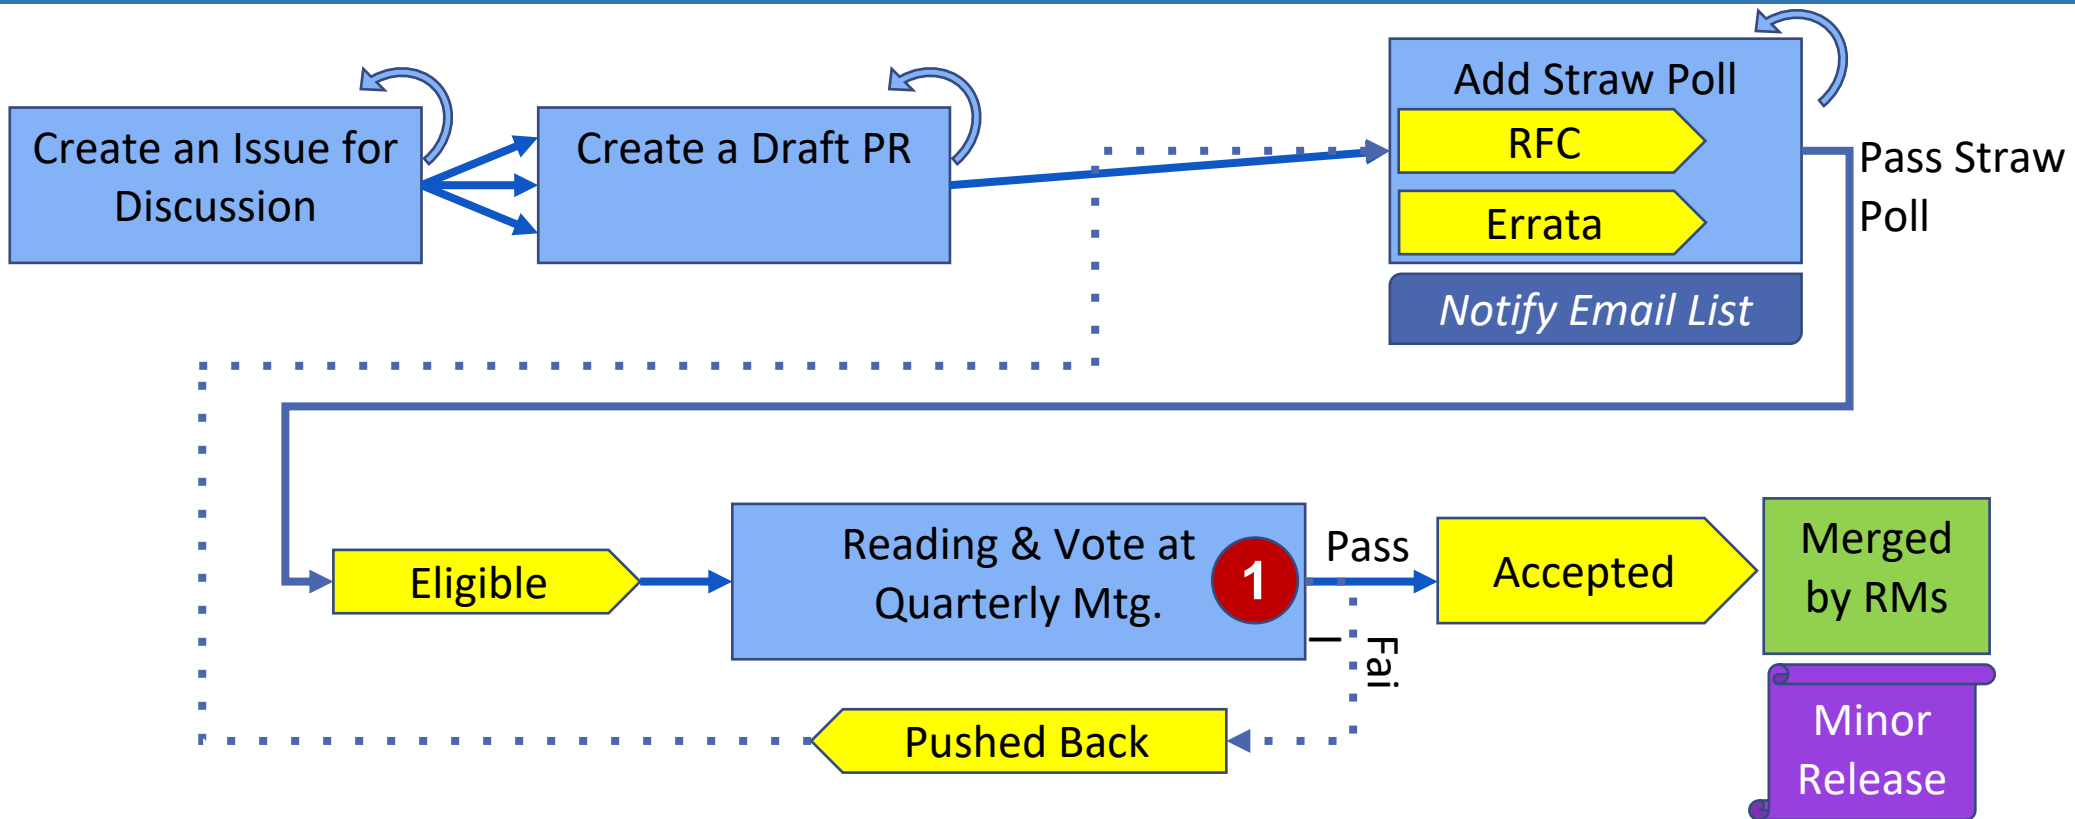 Create an Issue for
Discussion
Create a Draft PR
Add Straw Poll
RFC
Errata
Notify Email List
Pass Straw
Poll
Eligible
Reading & Vote at
Quarterly Mtg.
1
Pass
Fai
l
Accepted
Merged
by RMs
Pushed Back
Minor
Release